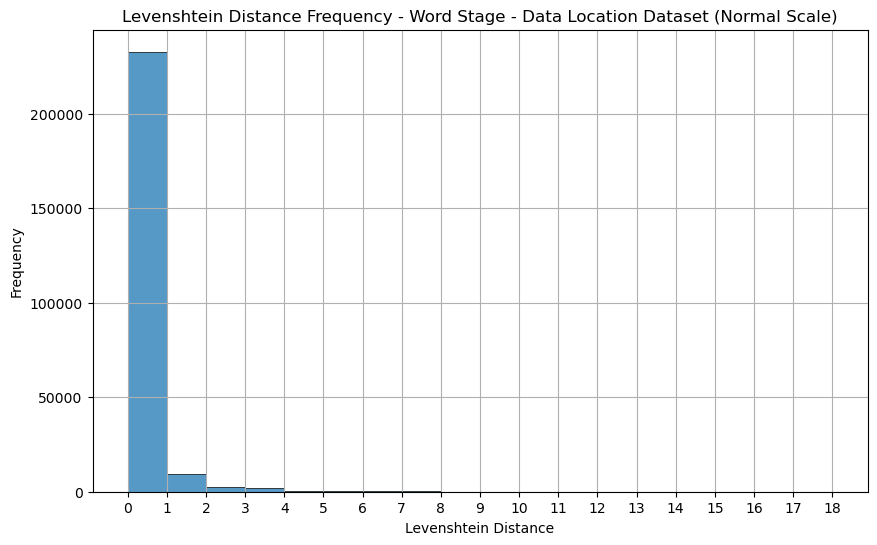 Levenshtein Distance Frequency - Word Stage - Data Location Dataset (Normal Scale)
Frequency
200000
150000
100000
50000
0
0 1 2 3 4 5 6 7 8 9 10 11 12 13 14 15 16 17 18
Levenshtein Distance